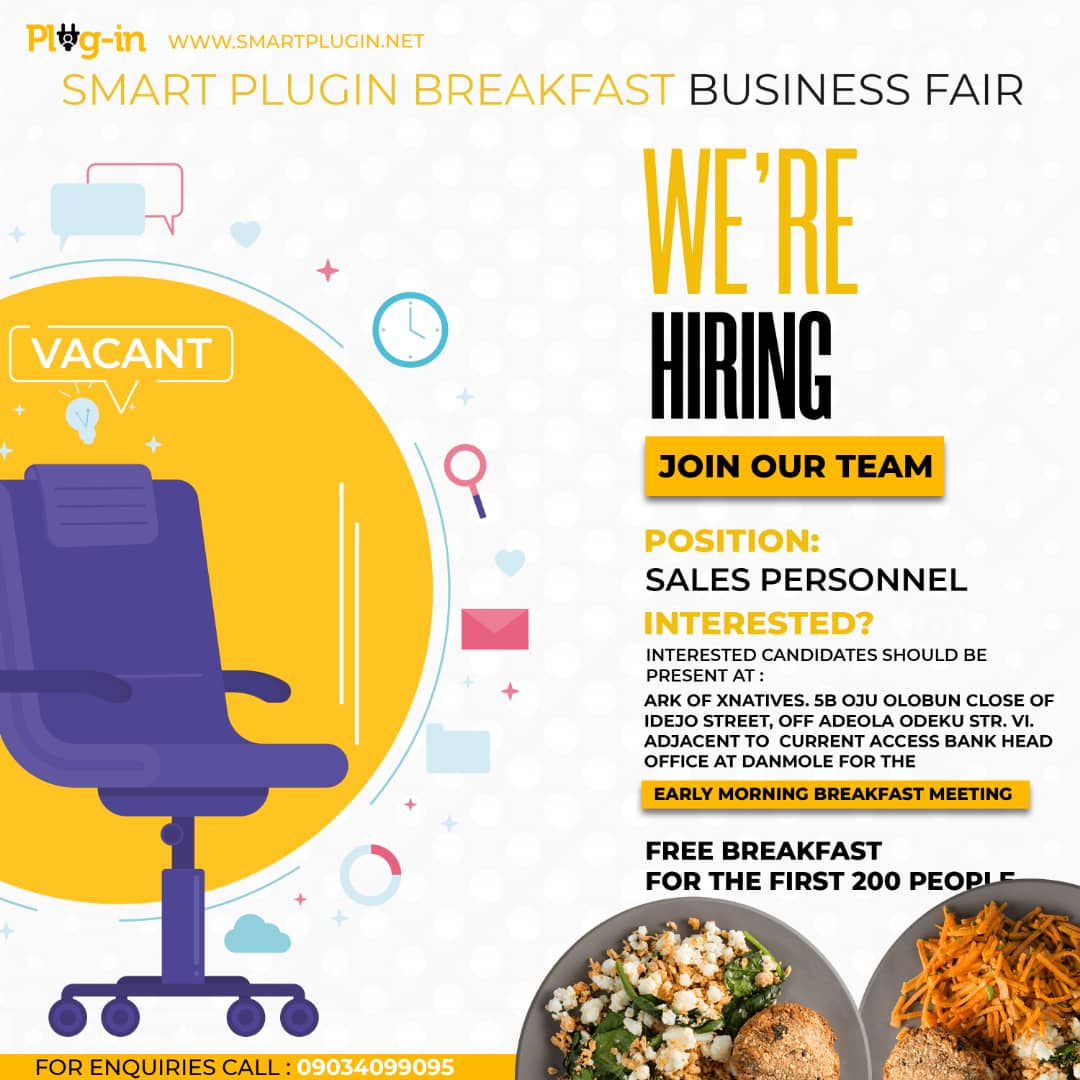 Plug-in WWW.SMARTPLUGIN.NET
SMART PLUGIN BREAKFAST BUSINESS FAIR
WE'RE
HIRING
VACANT
JOIN OUR TEAM
POSITION:
SALES PERSONNEL
INTERESTED?
INTERESTED CANDIDATES SHOULD BE
PRESENT AT :
ARK OF XNATIVES. 5B OJU OLOBUN CLOSE OF
IDEJO STREET, OFF ADEOLA ODEKU STR. VI.
ADJACENT TO CURRENT ACCESS BANK HEAD
OFFICE AT DANMOLE FOR THE
EARLY MORNING BREAKFAST MEETING
FREE BREAKFAST
FOR THE FIRST 200 PEOPLE
FOR ENQUIRIES CALL : 09034099095